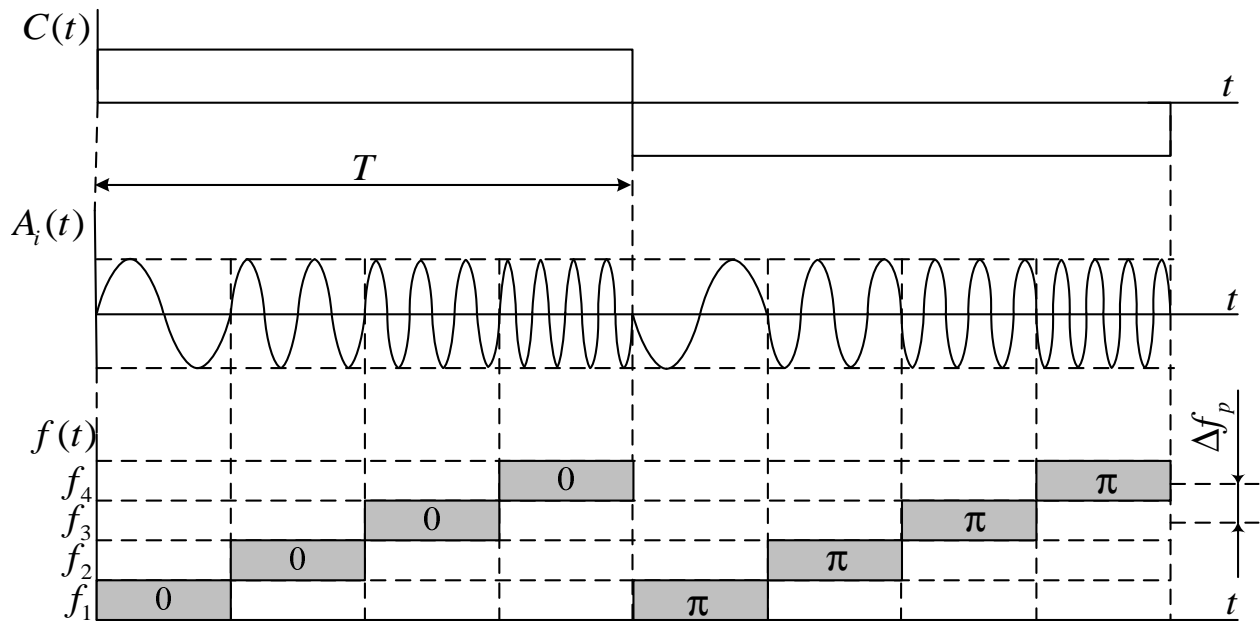 C(t)
t
T
A_i(t)
t
f(t)
Δf_p
f_4 0 π
f_3 0 π
f_2 0 π
f_1 0 π t